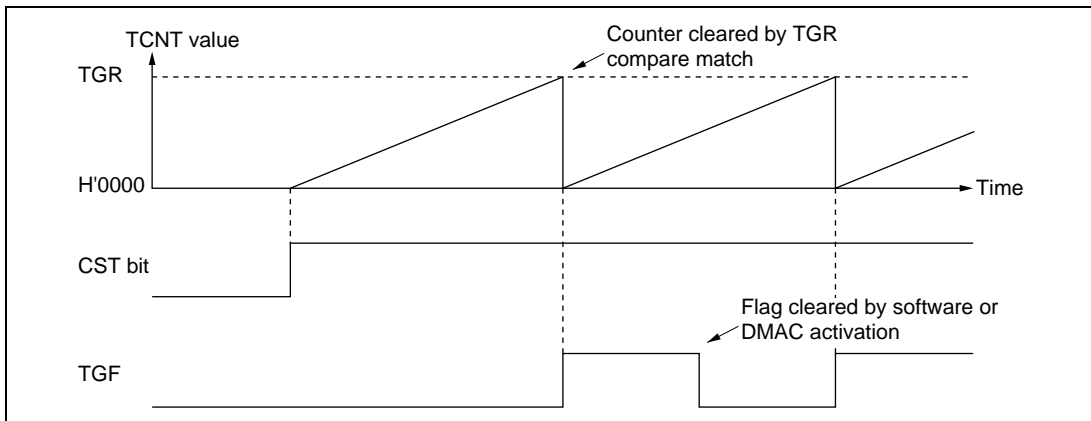 TCNT value
Counter cleared by TGR
compare match
TGR
H'0000
Time
CST bit
Flag cleared by software or
DMAC activation
TGF